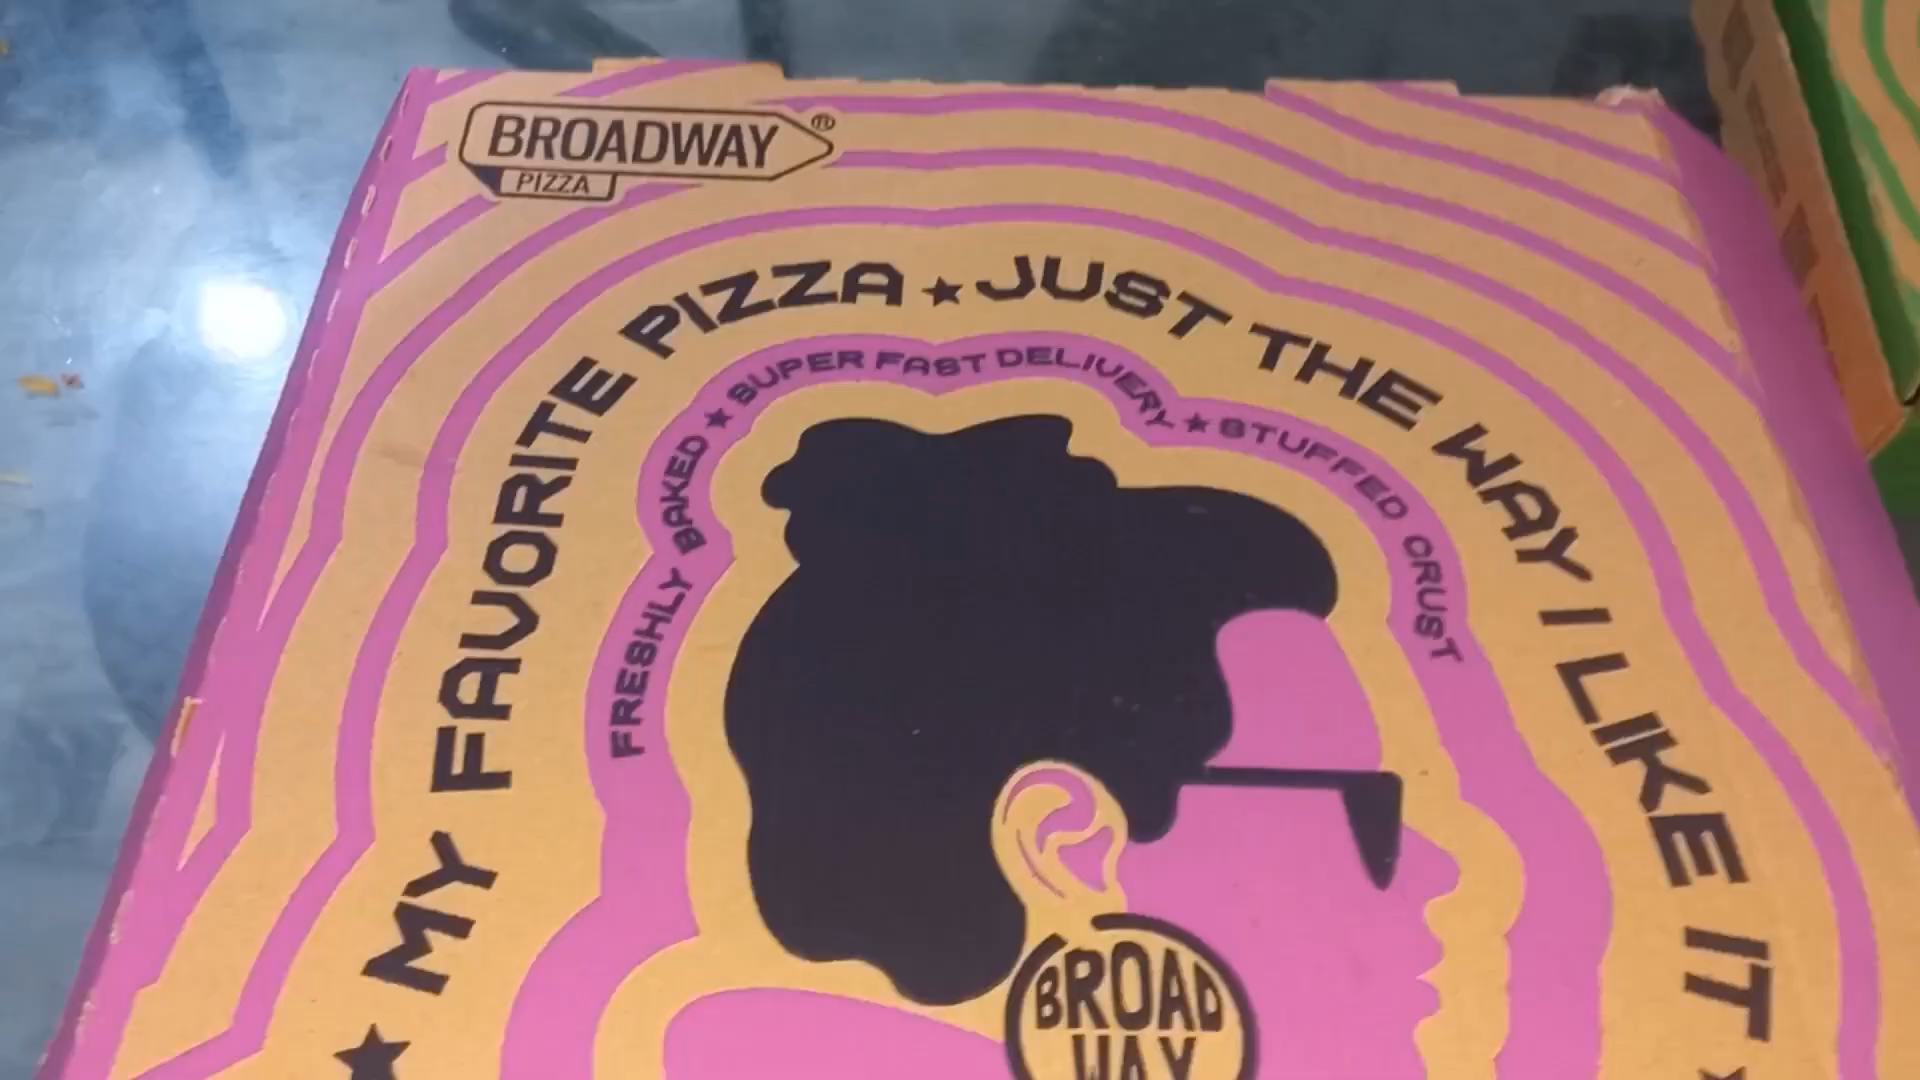 BROADWAY®
PIZZA
★ MY FAVORITE PIZZA ★ JUST THE WAY I LIKE IT
FRESHLY BAKED ★ SUPER FAST DELIVERY ★ STUFFED CRUST
BROAD
WAY